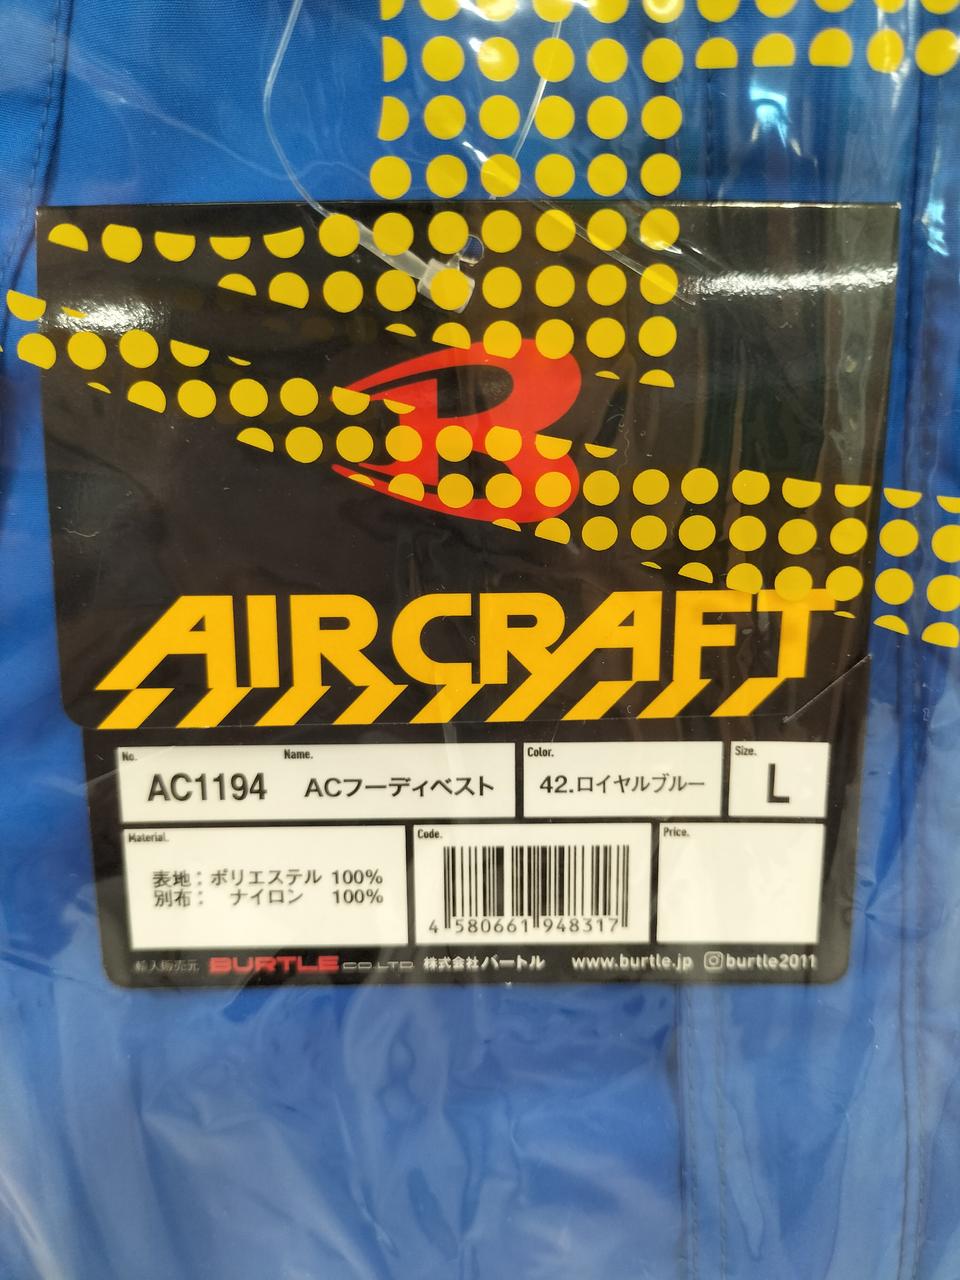 B
AIRCRAFT
No. Name. Color. Size.
AC1194 ACフーディベスト 42.ロイヤルブルー L
Material. Code. Price.
表地:ポリエステル 100%
別布: ナイロン 100%
4 580661 948317
輸入販売元 BURTLE CO.LTD 株式会社バートル www.burtle.jp burtle2011